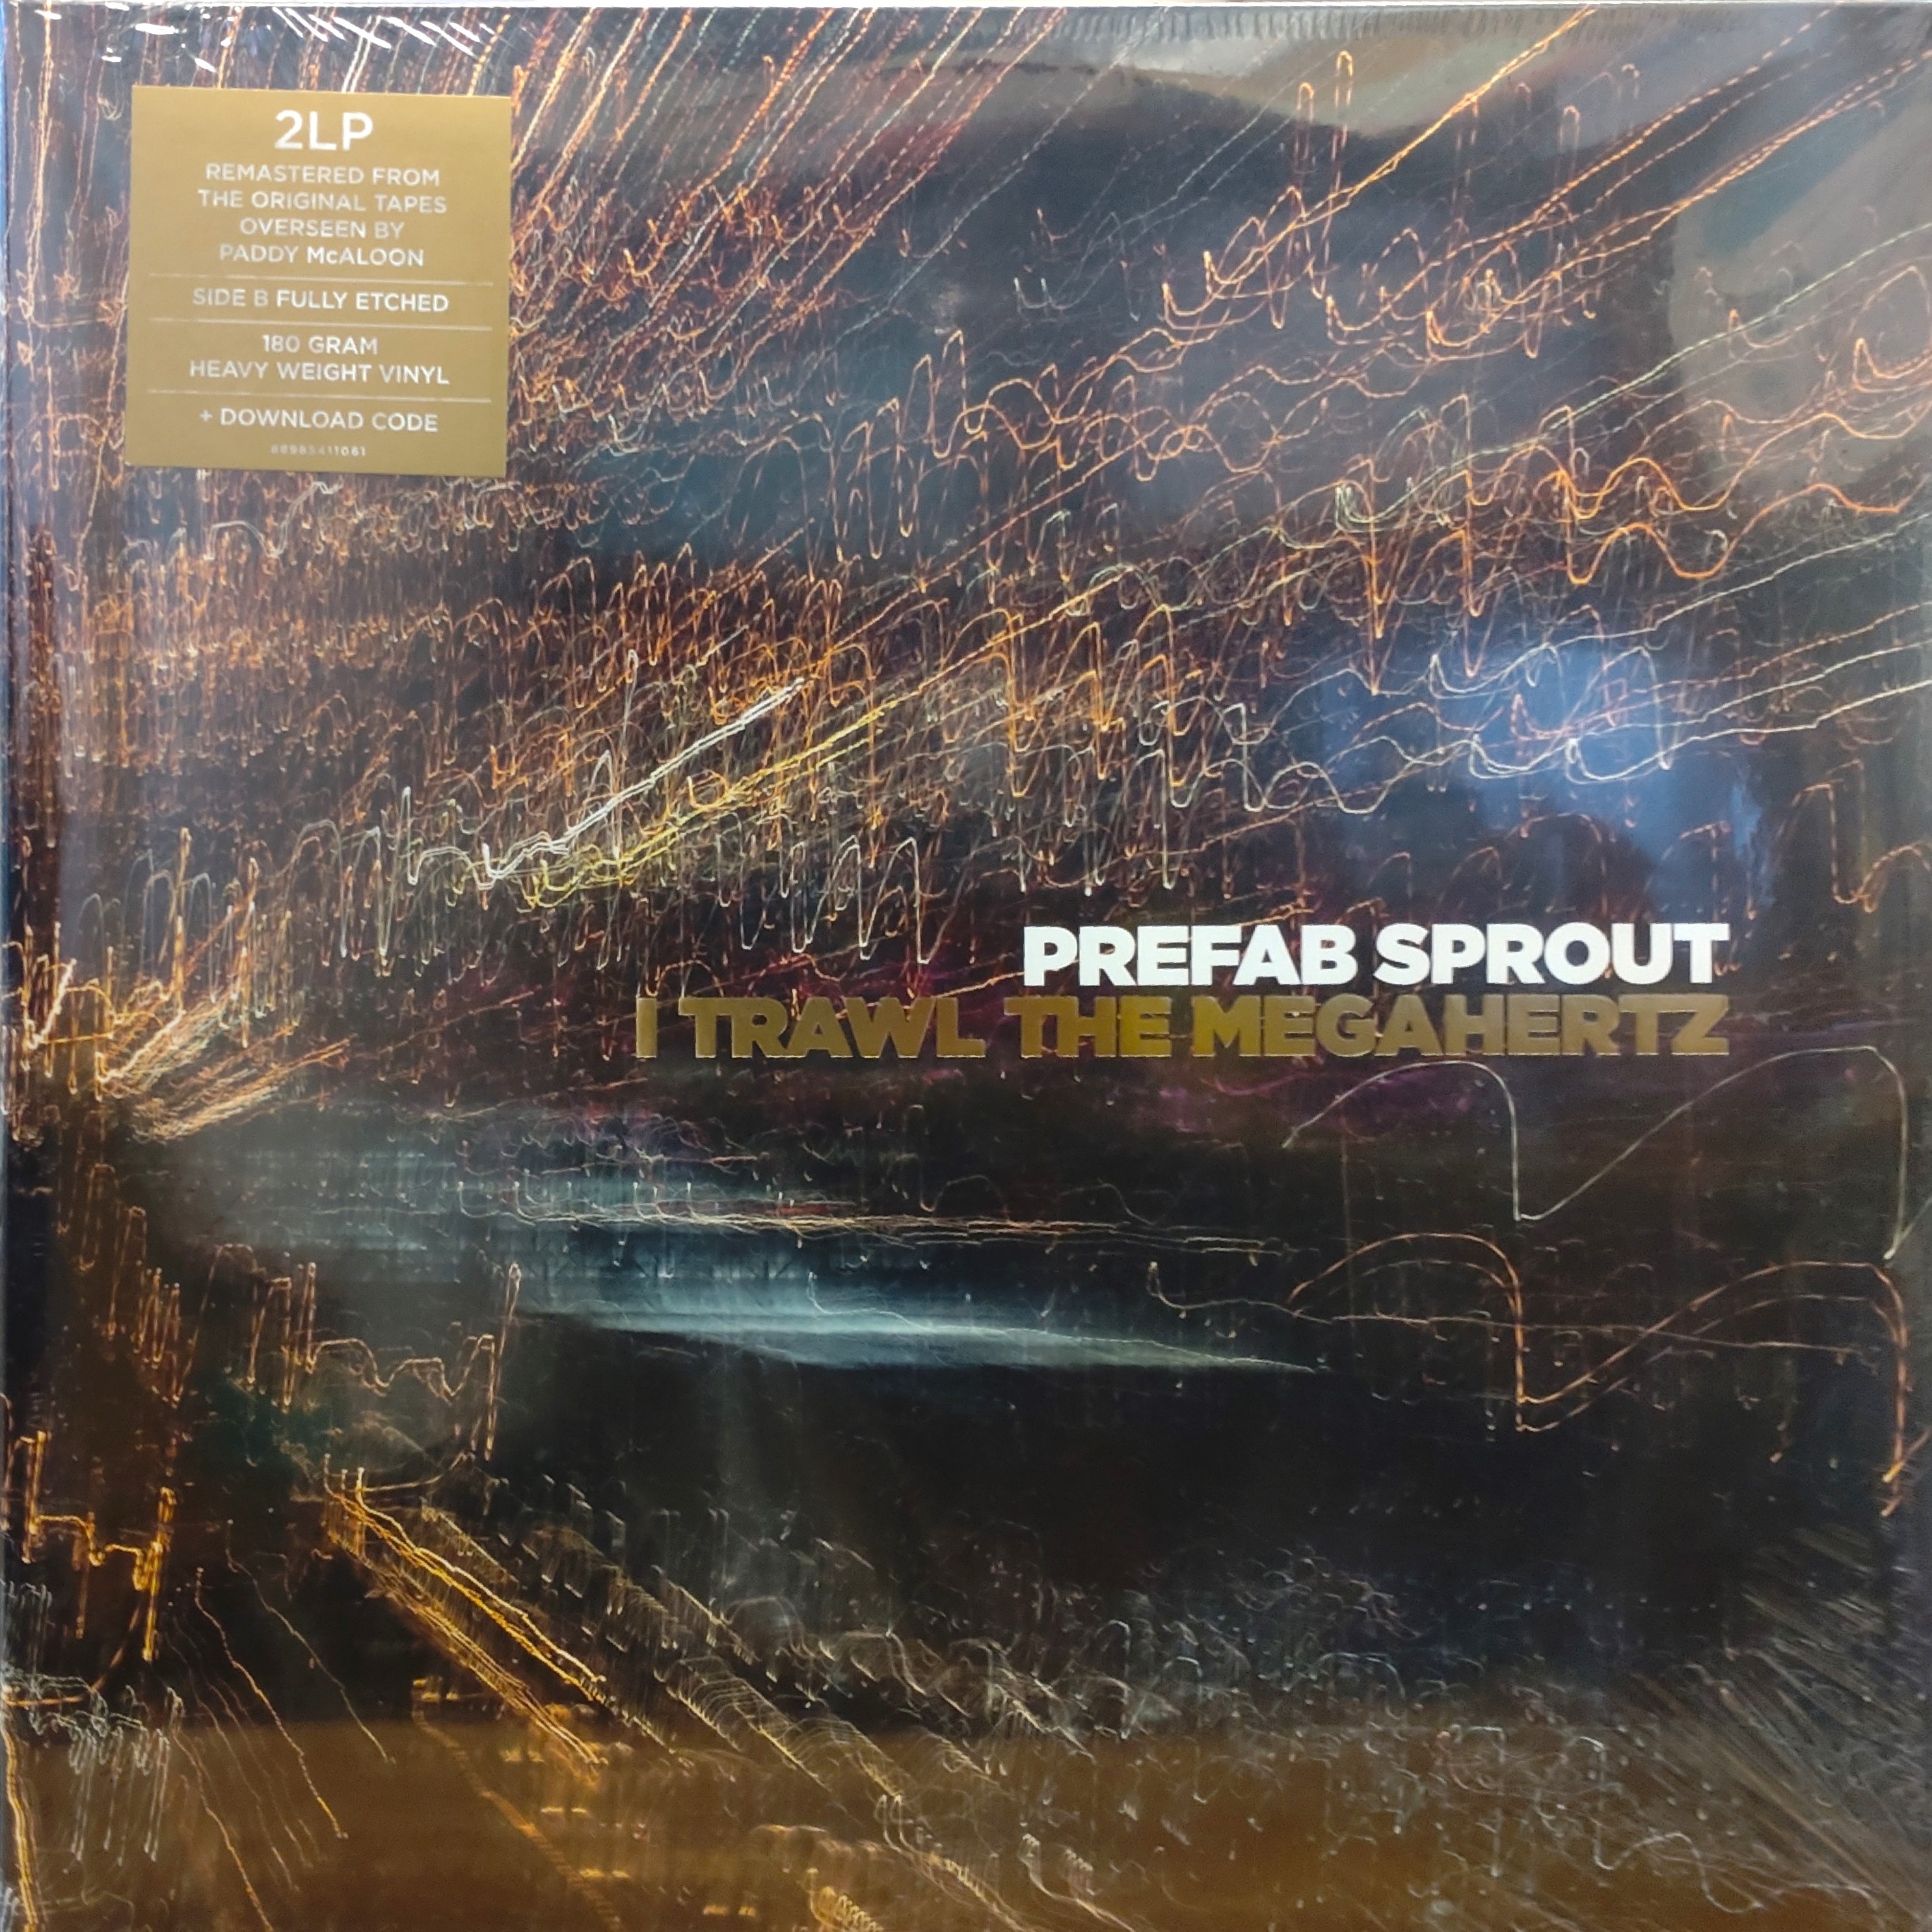 2LP
REMASTERED FROM
THE ORIGINAL TAPES
OVERSEEN BY
PADDY McALOON
SIDE B FULLY ETCHED
180 GRAM
HEAVY WEIGHT VINYL
+ DOWNLOAD CODE
88985411081
PREFAB SPROUT
I TRAWL THE MEGAHERTZ